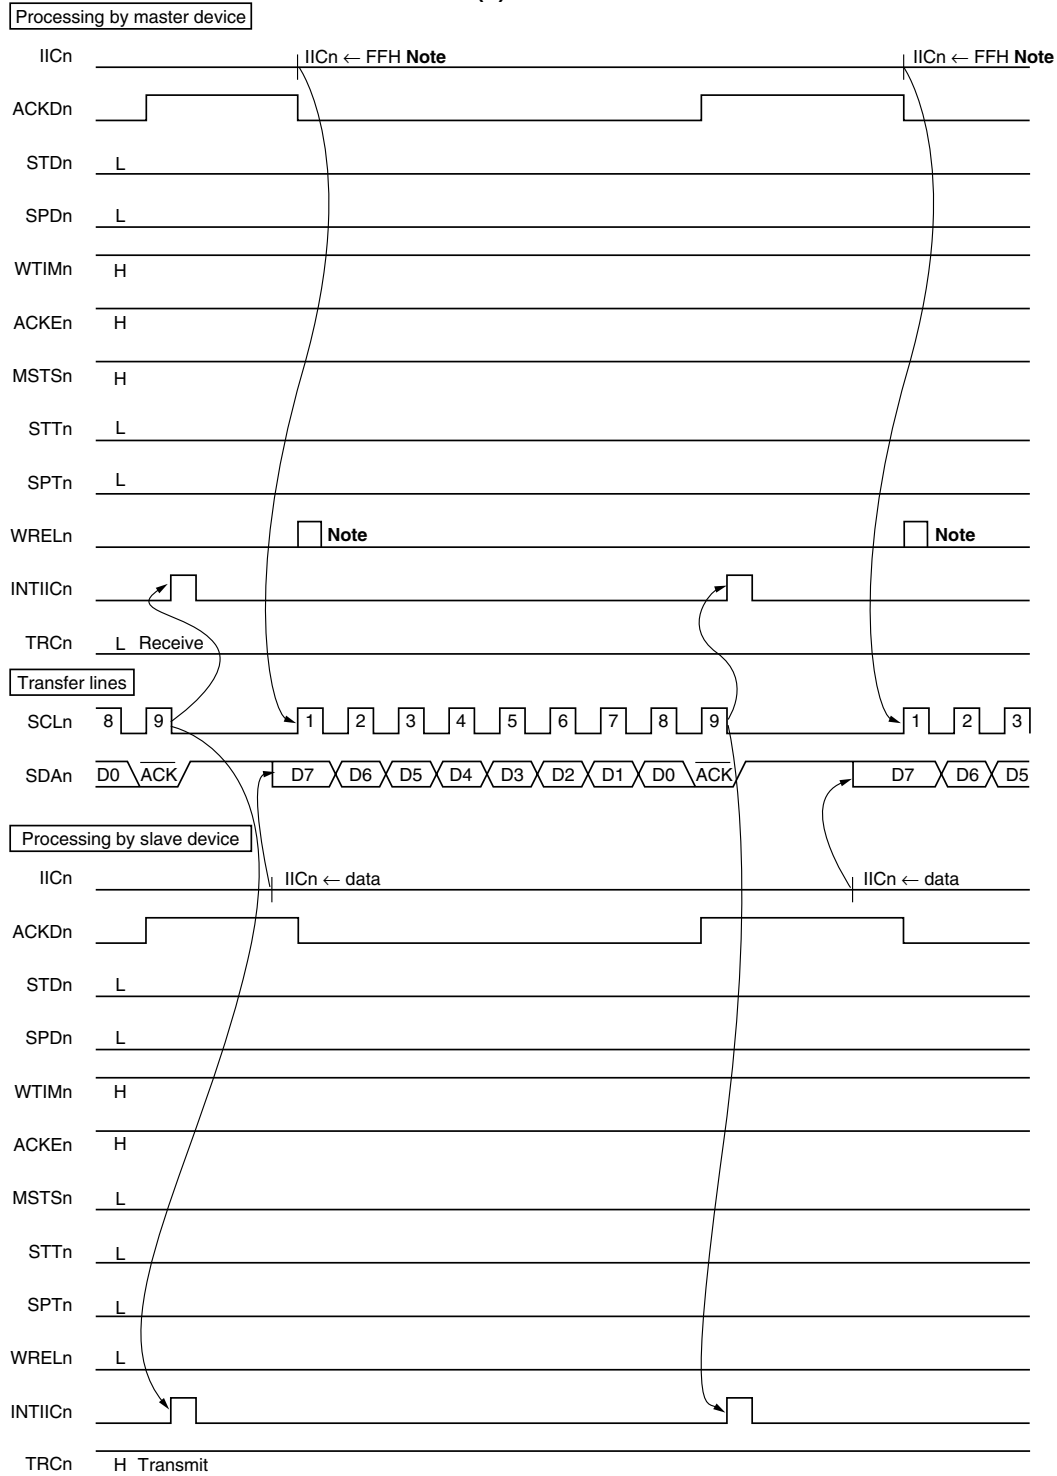 Processing by master device
IICn IICn ← FFH Note IICn ← FFH Note
ACKDn
STDn L
SPDn L
WTIMn H
ACKEn H
MSTSn H
STTn L
SPTn L
WRELn Note Note
INTIICn
TRCn L Receive
Transfer lines
SCLn 8 9 1 2 3 4 5 6 7 8 9 1 2 3
SDAn D0 A̅C̅K̅ D7 D6 D5 D4 D3 D2 D1 D0 A̅C̅K̅ D7 D6 D5
Processing by slave device
IICn IICn ← data IICn ← data
ACKDn
STDn L
SPDn L
WTIMn H
ACKEn H
MSTSn L
STTn L
SPTn L
WRELn L
INTIICn
TRCn H Transmit